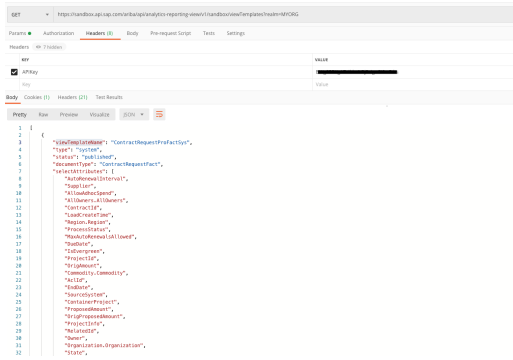 GET https://sandbox.api.sap.com/ariba/api/analytics-reporting-view/v1/sandbox/viewTemplates?realm=MYORG
Params Authorization Headers (8) Body Pre-request Script Tests Settings
Headers 7 hidden
KEY VALUE
APIKey
Key Value
Body Cookies (1) Headers (21) Test Results
Pretty Raw Preview Visualize JSON
1 [
2 {
3 "viewTemplateName": "ContractRequestProFactSys",
4 "type": "system",
5 "status": "published",
6 "documentType": "ContractRequestFact",
7 "selectAttributes": [
8 "AutoRenewalInterval",
9 "Supplier",
10 "AllowAdhocSpend",
11 "AllOwners.AllOwners",
12 "ContractId",
13 "LoadCreateTime",
14 "Region.Region",
15 "ProcessStatus",
16 "MaxAutoRenewalsAllowed",
17 "DueDate",
18 "IsEvergreen",
19 "ProjectId",
20 "OrigAmount",
21 "Commodity.Commodity",
22 "AclId",
23 "EndDate",
24 "SourceSystem",
25 "ContainerProject",
26 "ProposedAmount",
27 "OrigProposedAmount",
28 "ProjectInfo",
29 "RelatedId",
30 "Owner",
31 "Organization.Organization",
32 "State",